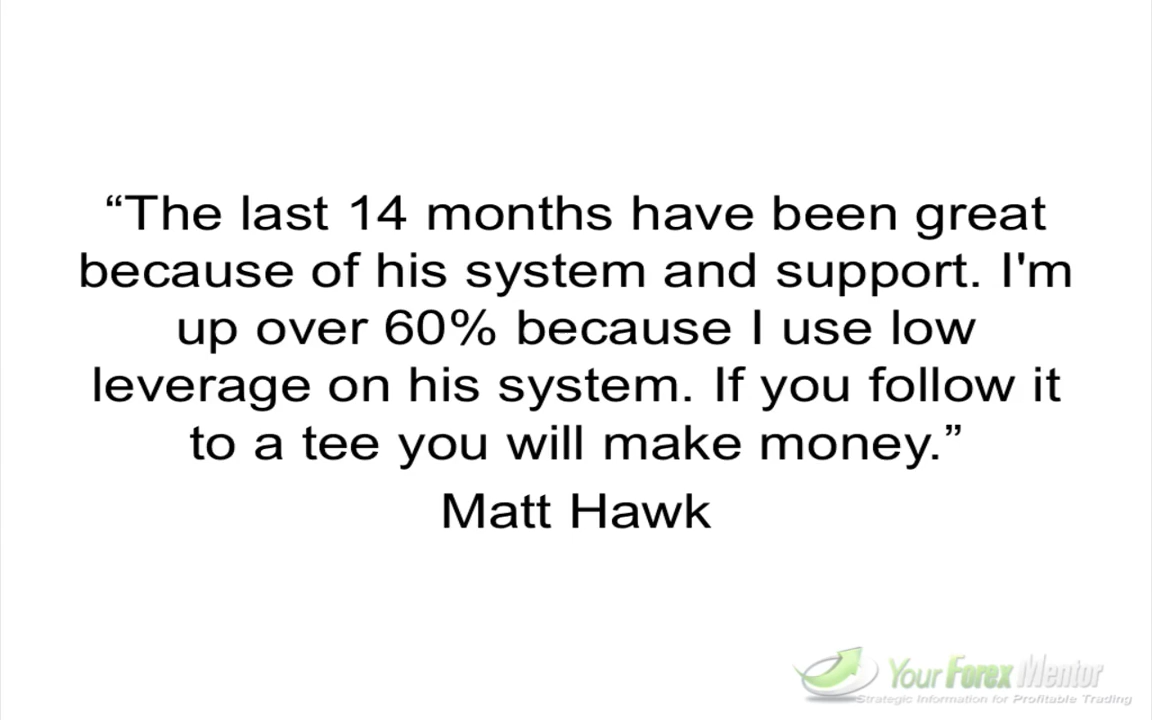 “The last 14 months have been great
because of his system and support. I'm
up over 60% because I use low
leverage on his system. If you follow it
to a tee you will make money.”
Matt Hawk
Your Forex Mentor
Strategic Information for Profitable Trading